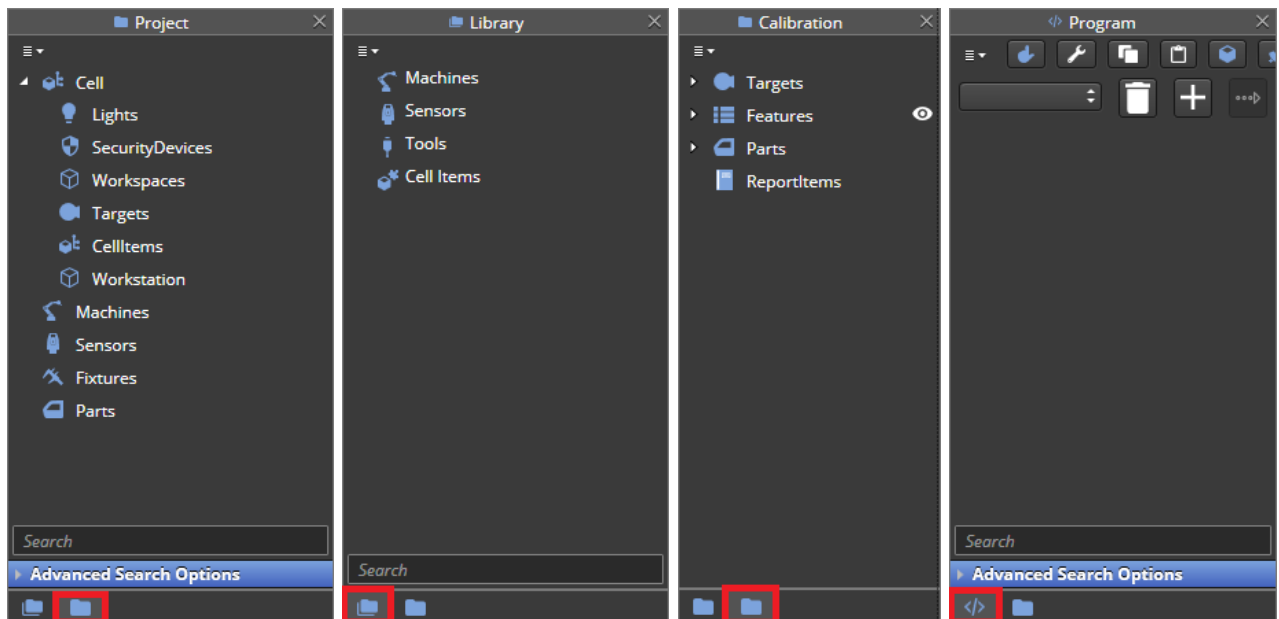 Project
Cell
Lights
SecurityDevices
Workspaces
Targets
CellItems
Workstation
Machines
Sensors
Fixtures
Parts
Search
Advanced Search Options
Library
Machines
Sensors
Tools
Cell Items
Search
Calibration
Targets
Features
Parts
ReportItems
</> Program
Search
Advanced Search Options
</>